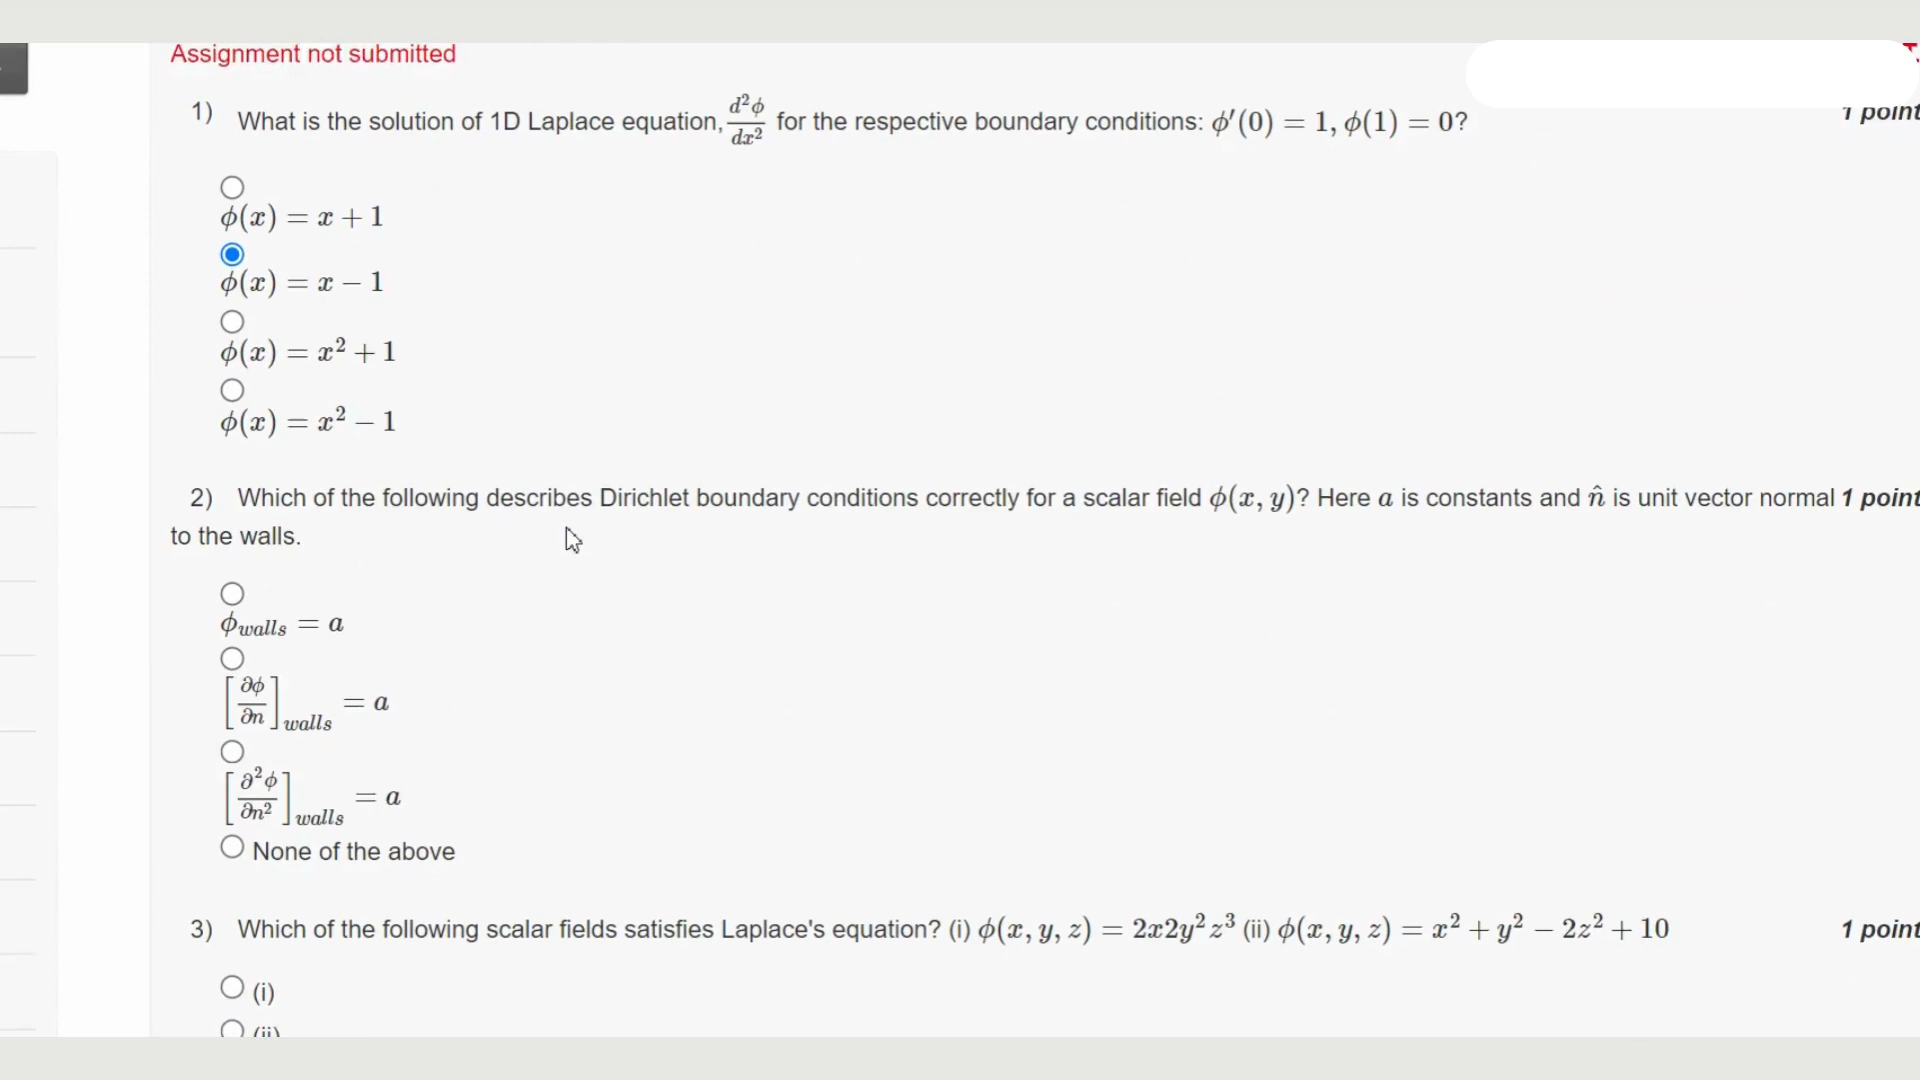 Assignment not submitted
1) What is the solution of 1D Laplace equation, d²ϕ/dx² for the respective boundary conditions: ϕ′(0) = 1, ϕ(1) = 0?
1 point
ϕ(x) = x + 1
ϕ(x) = x − 1
ϕ(x) = x² + 1
ϕ(x) = x² − 1
2) Which of the following describes Dirichlet boundary conditions correctly for a scalar field ϕ(x, y)? Here a is constants and n̂ is unit vector normal 1 point
to the walls.
ϕwalls = a
[∂ϕ/∂n]walls = a
[∂²ϕ/∂n²]walls = a
None of the above
3) Which of the following scalar fields satisfies Laplace's equation? (i) ϕ(x, y, z) = 2x2y²z³ (ii) ϕ(x, y, z) = x² + y² − 2z² + 10 1 point
(i)
(ii)